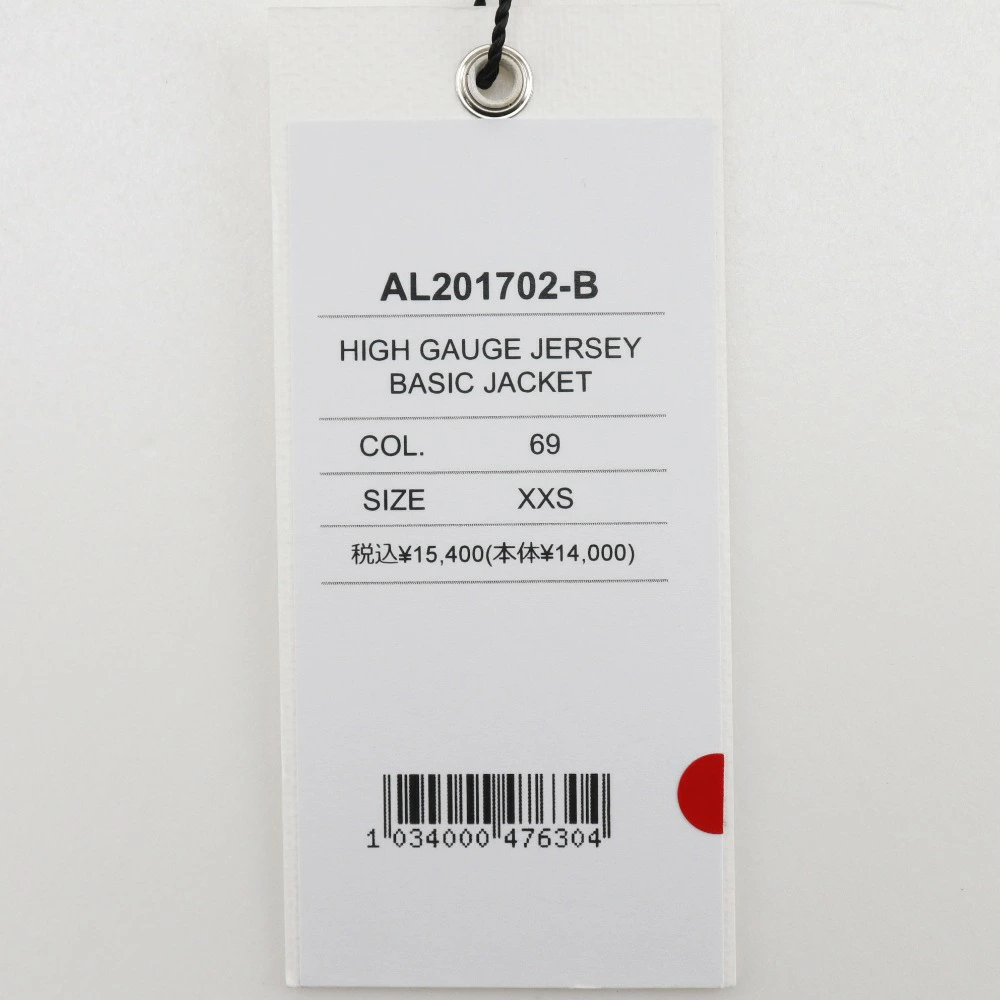 AL201702-B
HIGH GAUGE JERSEY
BASIC JACKET
COL. 69
SIZE XXS
税込¥15,400(本体¥14,000)
1 034000 476304